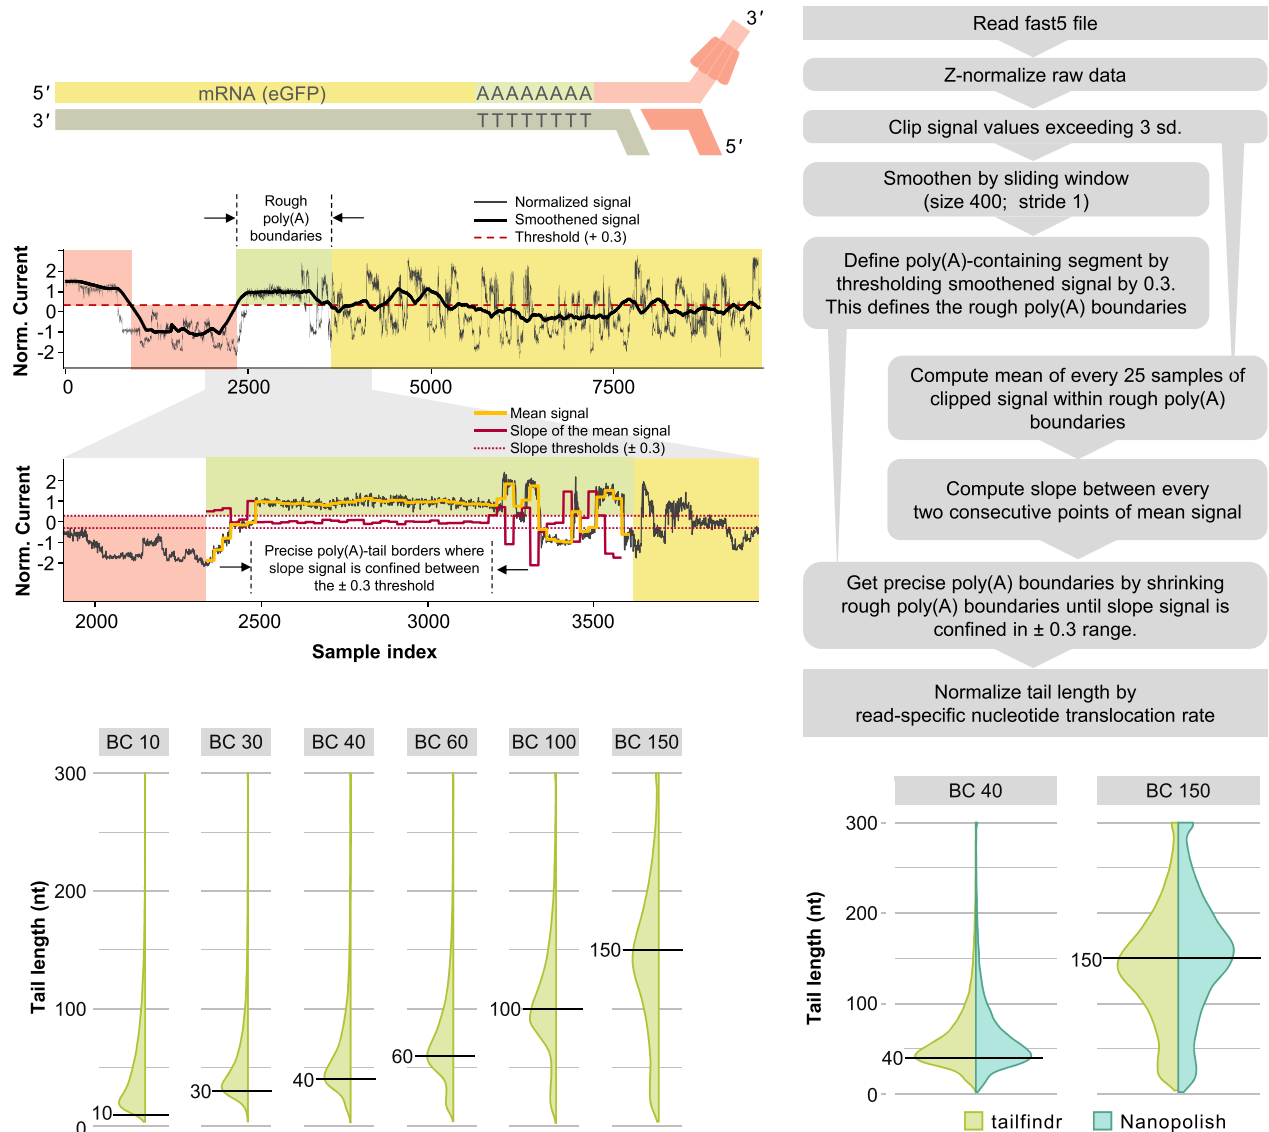 3′
5′
mRNA (eGFP)
AAAAAAAA
3′
TTTTTTTT
5′
Rough
poly(A)
boundaries
Normalized signal
Smoothened signal
Threshold (+ 0.3)
Norm. Current
2
1
0
-1
-2
0
2500
5000
7500
Mean signal
Slope of the mean signal
Slope thresholds (± 0.3)
Norm. Current
2
1
0
-1
-2
Precise poly(A)-tail borders where
slope signal is confined between
the ± 0.3 threshold
2000
2500
3000
3500
Sample index
Read fast5 file
Z-normalize raw data
Clip signal values exceeding 3 sd.
Smoothen by sliding window
(size 400; stride 1)
Define poly(A)-containing segment by
thresholding smoothened signal by 0.3.
This defines the rough poly(A) boundaries
Compute mean of every 25 samples of
clipped signal within rough poly(A)
boundaries
Compute slope between every
two consecutive points of mean signal
Get precise poly(A) boundaries by shrinking
rough poly(A) boundaries until slope signal is
confined in ± 0.3 range.
Normalize tail length by
read-specific nucleotide translocation rate
BC 10
BC 30
BC 40
BC 60
BC 100
BC 150
Tail length (nt)
300
200
100
0
10
30
40
60
100
150
BC 40
BC 150
Tail length (nt)
300
200
100
0
40
150
tailfindr
Nanopolish